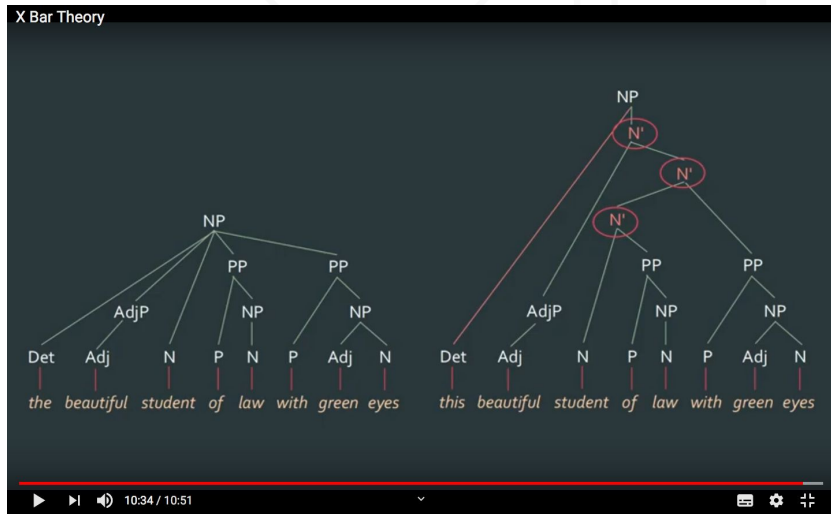 X Bar Theory
NP
N'
N'
NP
N'
PP
PP
PP
PP
AdjP
NP
NP
AdjP
NP
NP
Det Adj N P N P Adj N
Det Adj N P N P Adj N
the beautiful student of law with green eyes
this beautiful student of law with green eyes
10:34 / 10:51